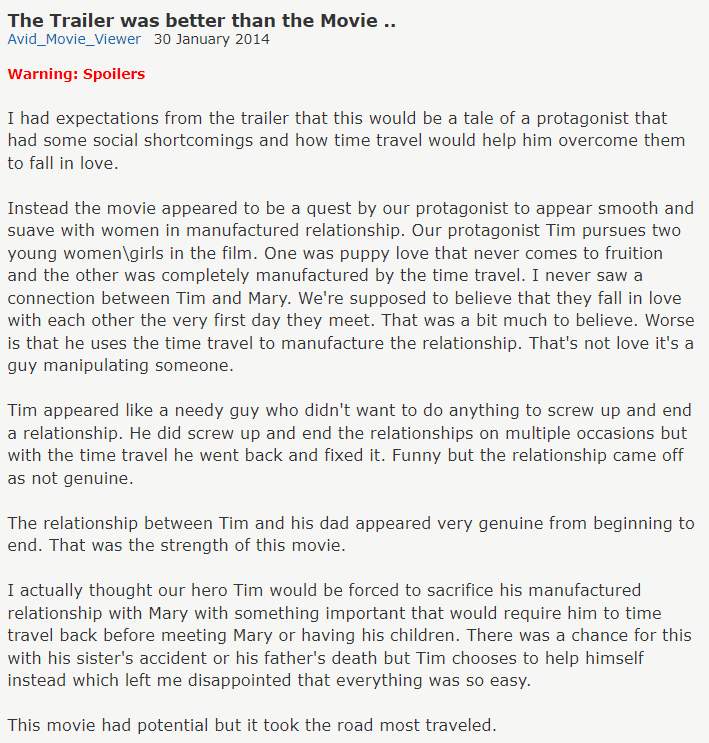 The Trailer was better than the Movie ..
Avid_Movie_Viewer 30 January 2014
Warning: Spoilers
I had expectations from the trailer that this would be a tale of a protagonist that
had some social shortcomings and how time travel would help him overcome them
to fall in love.
Instead the movie appeared to be a quest by our protagonist to appear smooth and
suave with women in manufactured relationship. Our protagonist Tim pursues two
young women\girls in the film. One was puppy love that never comes to fruition
and the other was completely manufactured by the time travel. I never saw a
connection between Tim and Mary. We're supposed to believe that they fall in love
with each other the very first day they meet. That was a bit much to believe. Worse
is that he uses the time travel to manufacture the relationship. That's not love it's a
guy manipulating someone.
Tim appeared like a needy guy who didn't want to do anything to screw up and end
a relationship. He did screw up and end the relationships on multiple occasions but
with the time travel he went back and fixed it. Funny but the relationship came off
as not genuine.
The relationship between Tim and his dad appeared very genuine from beginning to
end. That was the strength of this movie.
I actually thought our hero Tim would be forced to sacrifice his manufactured
relationship with Mary with something important that would require him to time
travel back before meeting Mary or having his children. There was a chance for this
with his sister's accident or his father's death but Tim chooses to help himself
instead which left me disappointed that everything was so easy.
This movie had potential but it took the road most traveled.